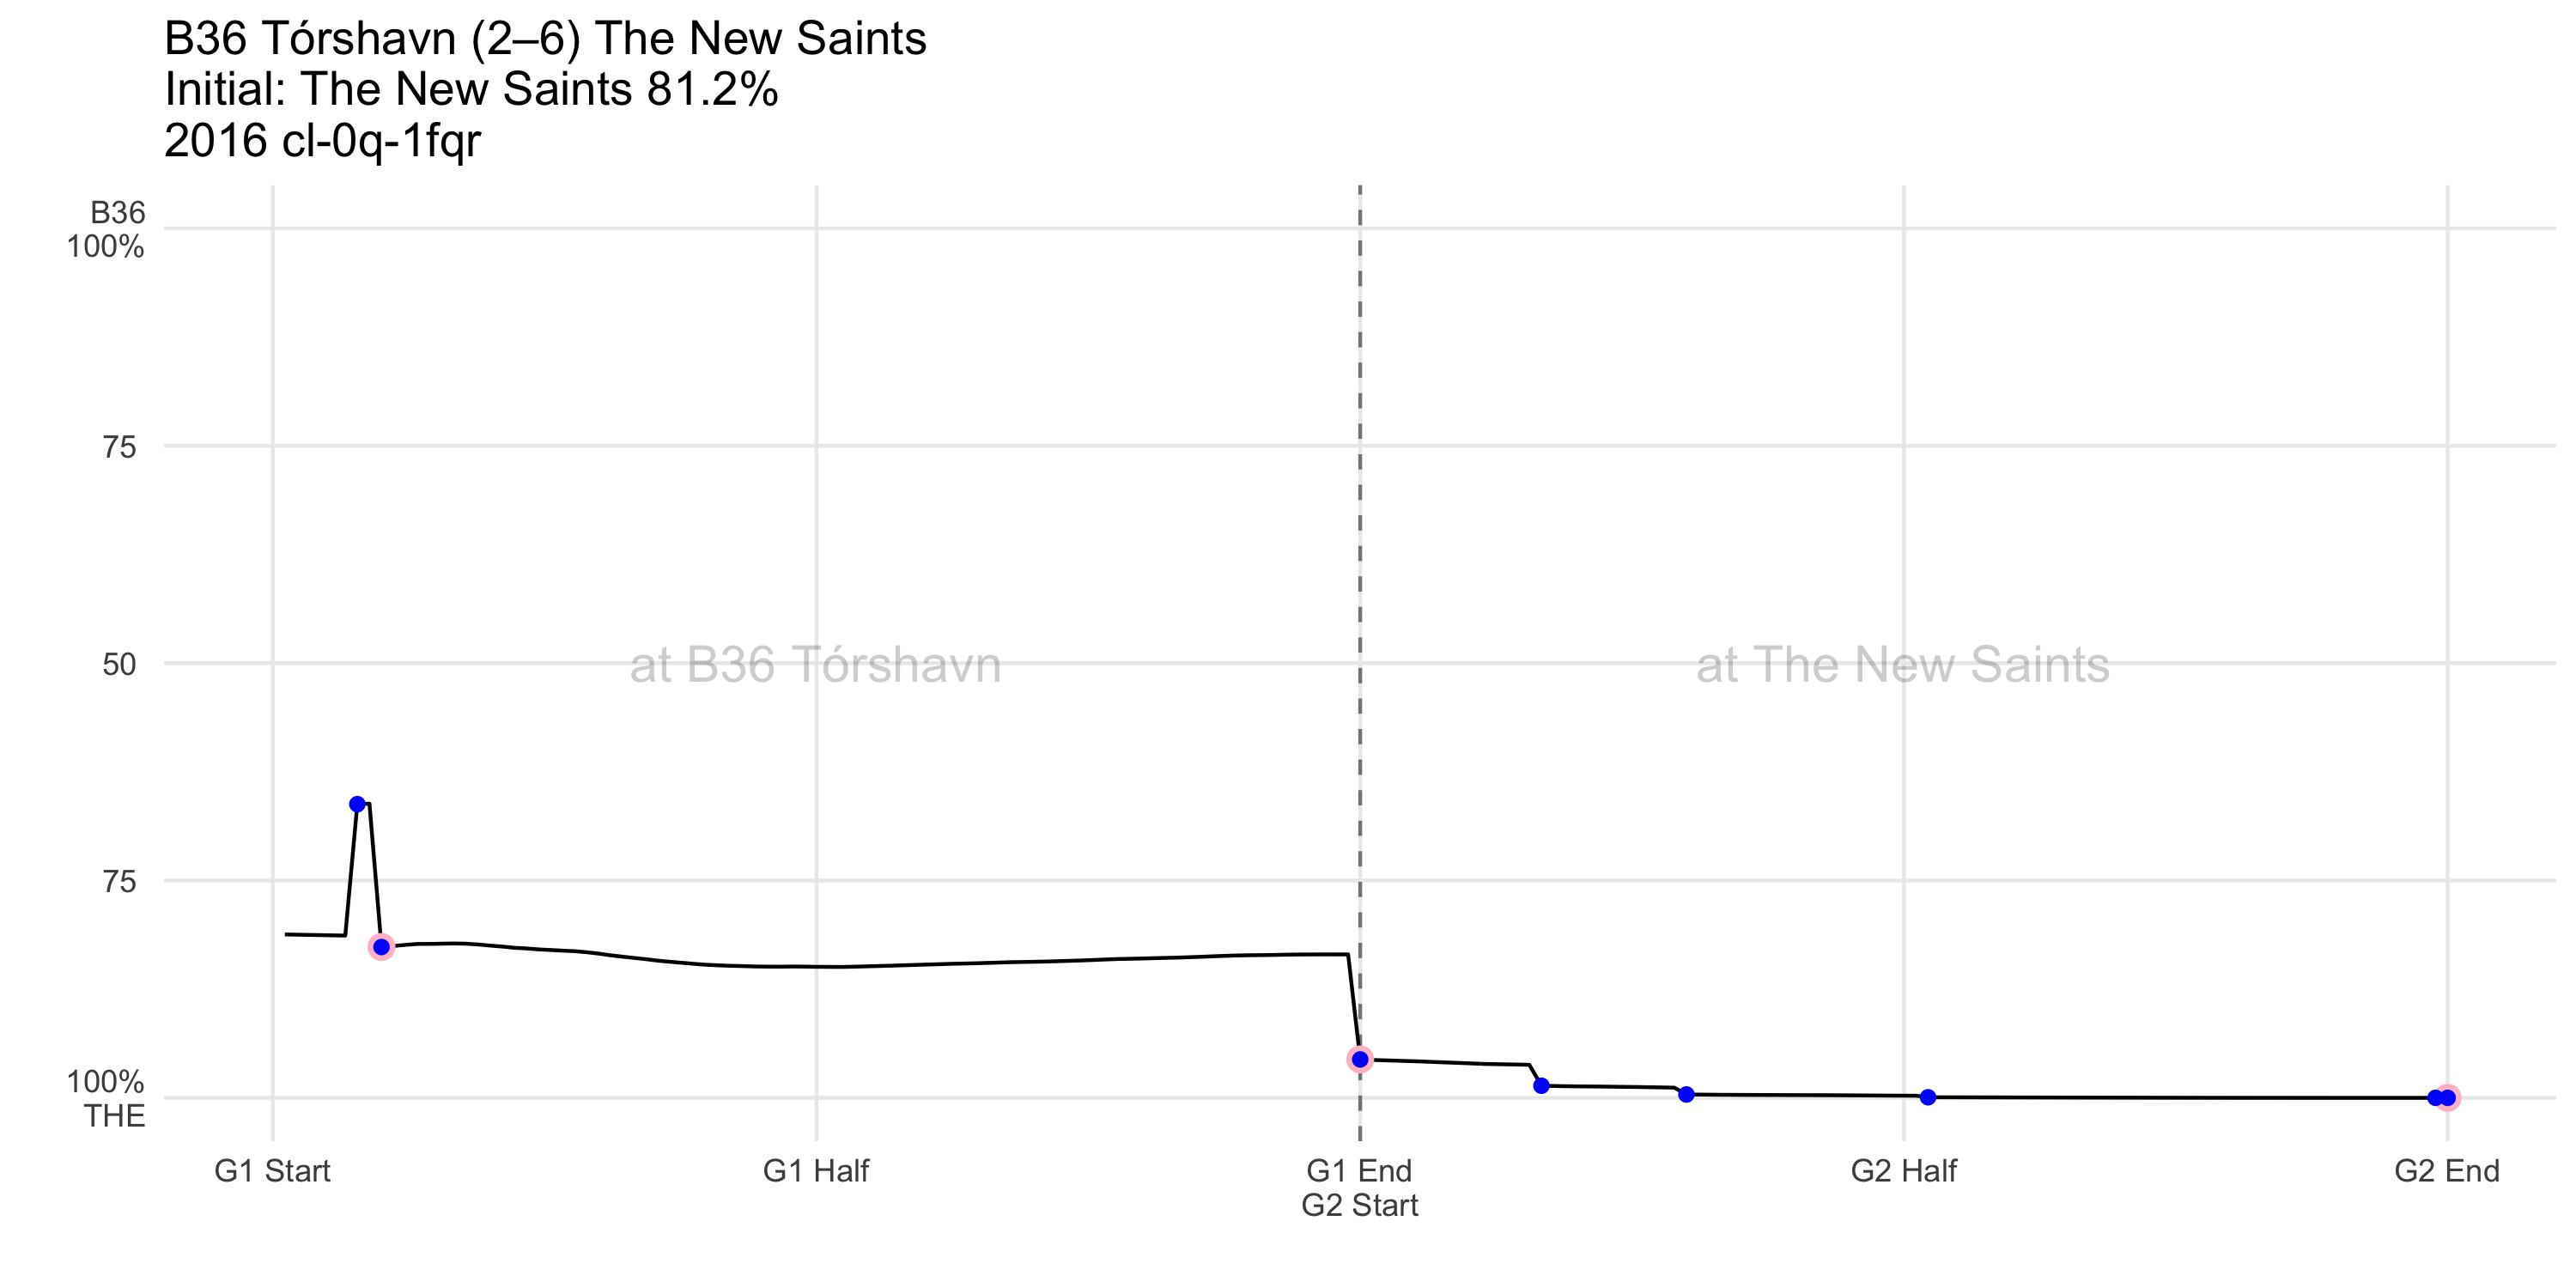 B36 Tórshavn (2–6) The New Saints
Initial: The New Saints 81.2%
2016 cl-0q-1fqr
B36
100%
75
50
75
100%
THE
at B36 Tórshavn
at The New Saints
G1 Start
G1 Half
G1 End
G2 Start
G2 Half
G2 End